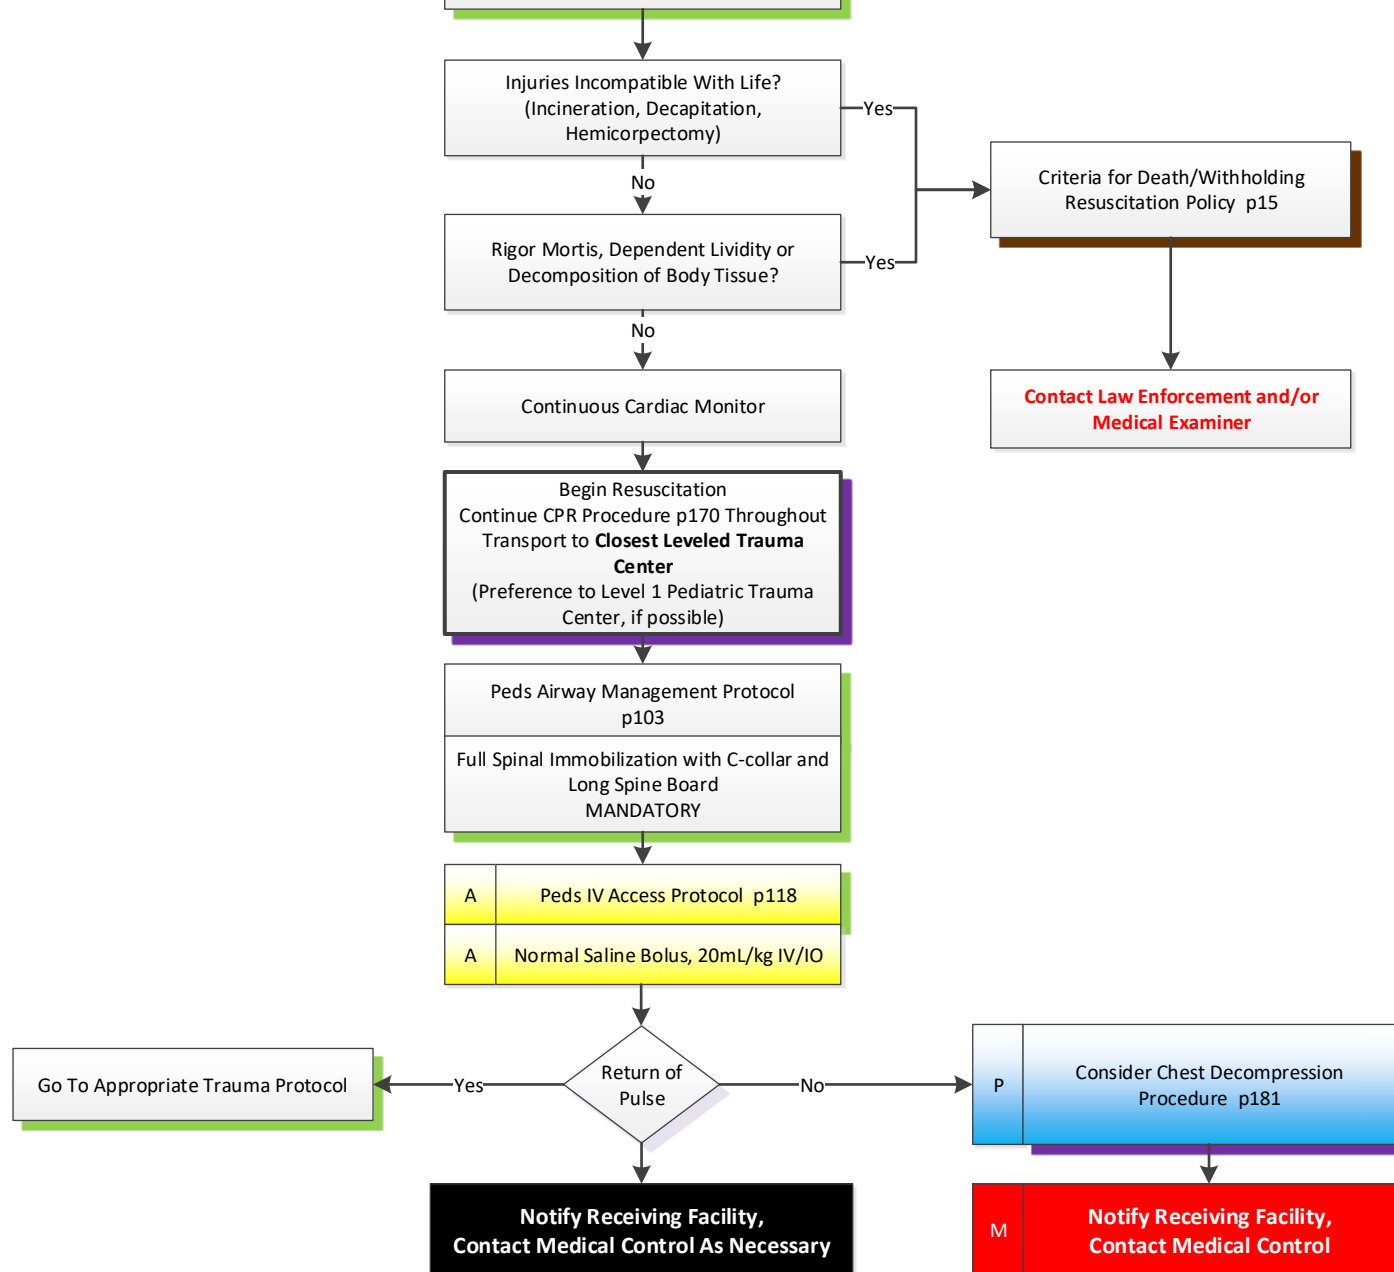 Injuries Incompatible With Life?
(Incineration, Decapitation,
Hemicorpectomy)
Yes
No
Criteria for Death/Withholding
Resuscitation Policy  p15
Rigor Mortis, Dependent Lividity or
Decomposition of Body Tissue?
Yes
No
Continuous Cardiac Monitor
Contact Law Enforcement and/or
Medical Examiner
Begin Resuscitation
Continue CPR Procedure p170 Throughout
Transport to Closest Leveled Trauma
Center
(Preference to Level 1 Pediatric Trauma
Center, if possible)
Peds Airway Management Protocol
p103
Full Spinal Immobilization with C-collar and
Long Spine Board
MANDATORY
A Peds IV Access Protocol  p118
A Normal Saline Bolus, 20mL/kg IV/IO
Go To Appropriate Trauma Protocol
Yes
Return of
Pulse
No
P
Consider Chest Decompression
Procedure  p181
Notify Receiving Facility,
Contact Medical Control As Necessary
M
Notify Receiving Facility,
Contact Medical Control